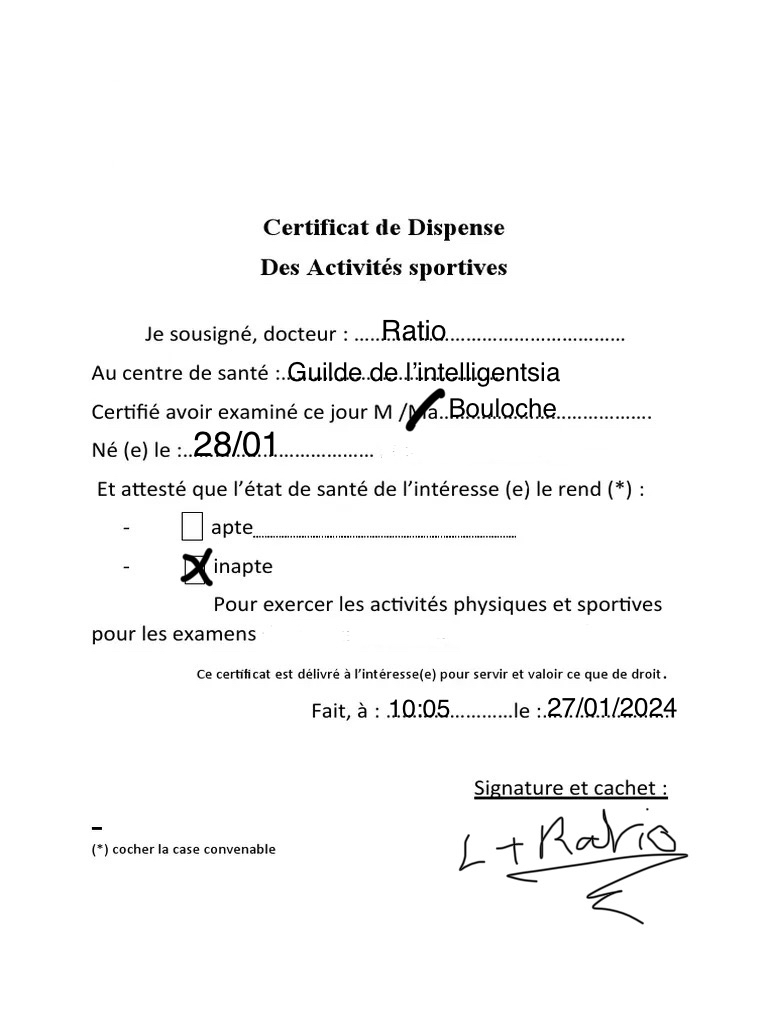 Certificat de Dispense
Des Activités sportives
Je sousigné, docteur : ....Ratio..............................................
Au centre de santé :..Guilde de l'intelligentsia
Certifié avoir examiné ce jour M /Ma...Bouloche....................
Né (e) le :..28/01...................
Et attesté que l'état de santé de l'intéresse (e) le rend (*) :
- apte........................................................
- X inapte
Pour exercer les activités physiques et sportives
pour les examens
Ce certificat est délivré à l'intéresse(e) pour servir et valoir ce que de droit.
Fait, à : ..10:05.............le :..27/01/2024
Signature et cachet :
L + Ratio
(*) cocher la case convenable